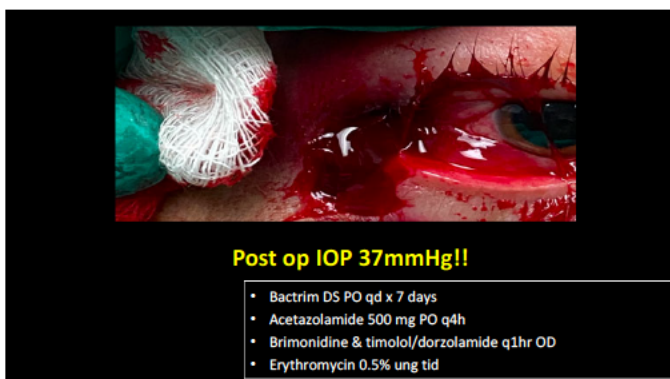 Post op IOP 37mmHg!!
• Bactrim DS PO qd x 7 days
• Acetazolamide 500 mg PO q4h
• Brimonidine & timolol/dorzolamide q1hr OD
• Erythromycin 0.5% ung tid